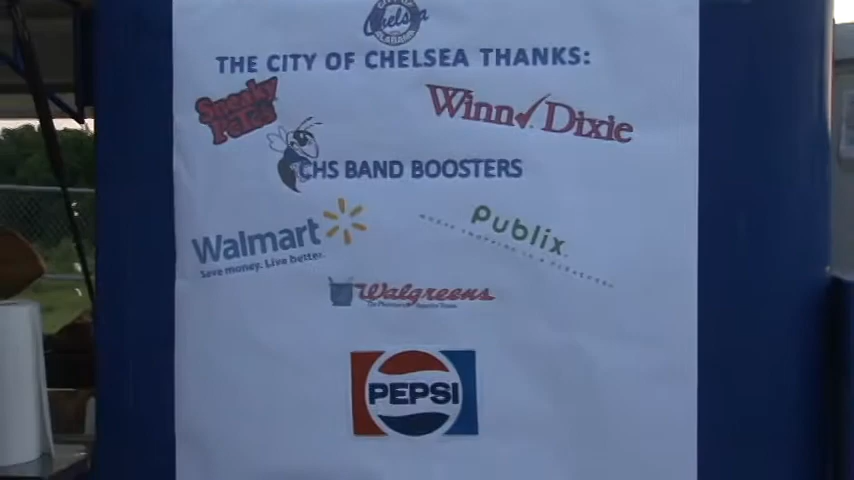 Chelsea
ALABAMA
THE CITY OF CHELSEA THANKS:
Sneaky
Pete's
Winn Dixie
CHS BAND BOOSTERS
Walmart
Save money. Live better.
Publix
WHERE SHOPPING IS A PLEASURE
Walgreens
PEPSI